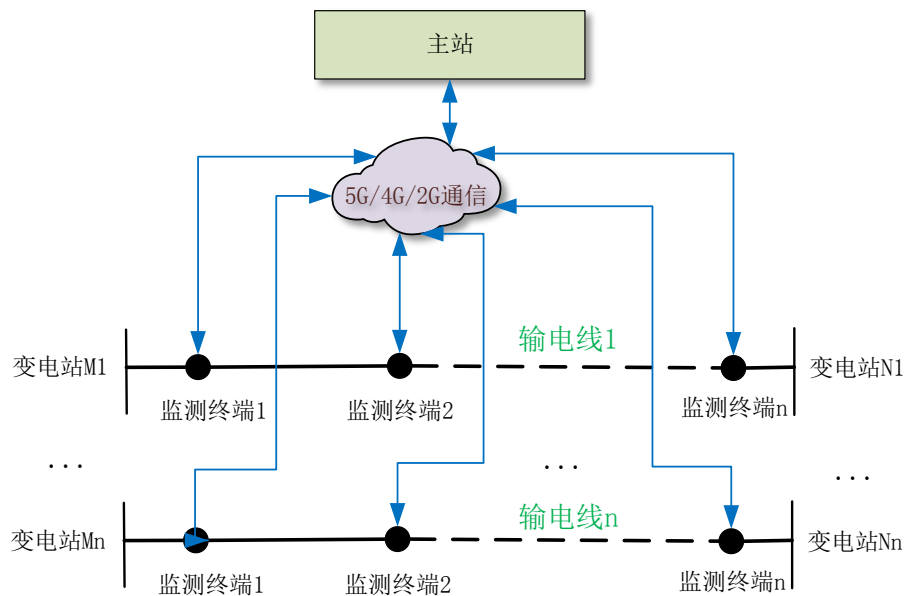 主站
5G/4G/2G通信
输电线1
变电站M1
变电站N1
监测终端1
监测终端2
监测终端n
...
...
...
输电线n
变电站Mn
变电站Nn
监测终端1
监测终端2
监测终端n